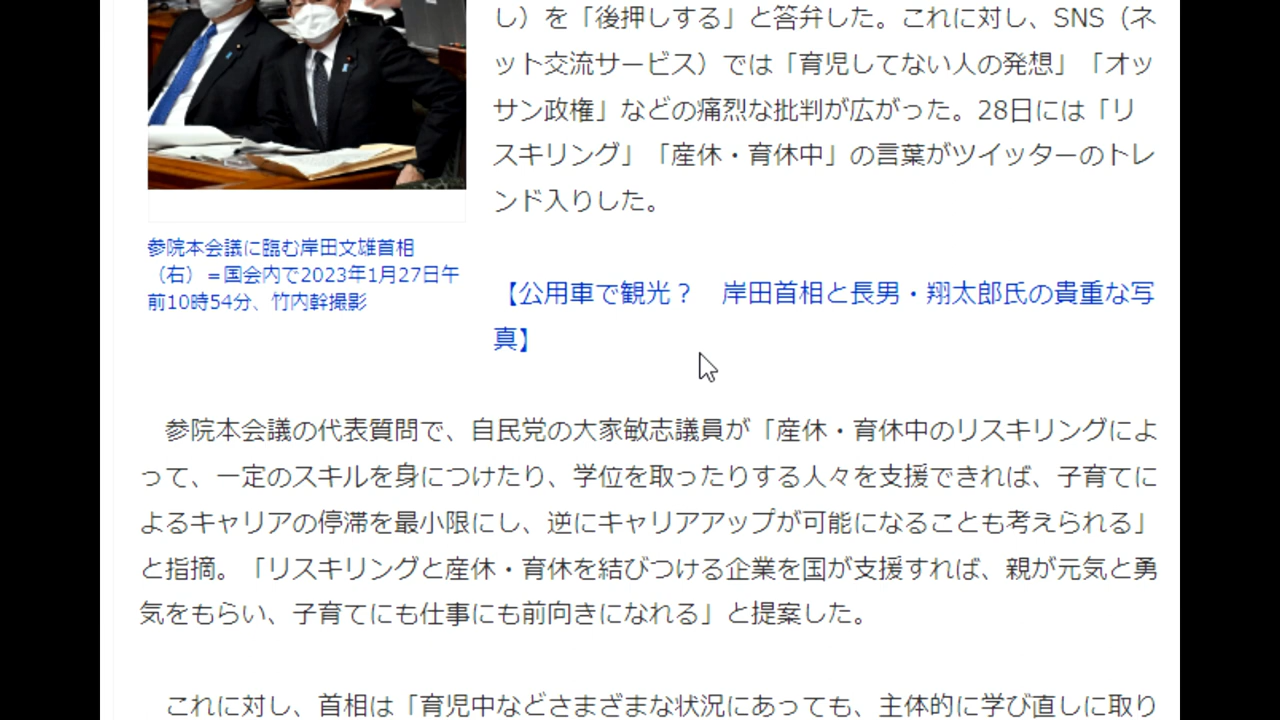 し）を「後押しする」と答弁した。これに対し、SNS（ネ
ット交流サービス）では「育児してない人の発想」「オッ
サン政権」などの痛烈な批判が広がった。28日には「リ
スキリング」「産休・育休中」の言葉がツイッターのトレ
ンド入りした。
参院本会議に臨む岸田文雄首相
（右）＝国会内で2023年1月27日午
前10時54分、竹内幹撮影
【公用車で観光？　岸田首相と長男・翔太郎氏の貴重な写
真】
　参院本会議の代表質問で、自民党の大家敏志議員が「産休・育休中のリスキリングによ
って、一定のスキルを身につけたり、学位を取ったりする人々を支援できれば、子育てに
よるキャリアの停滞を最小限にし、逆にキャリアアップが可能になることも考えられる」
と指摘。「リスキリングと産休・育休を結びつける企業を国が支援すれば、親が元気と勇
気をもらい、子育てにも仕事にも前向きになれる」と提案した。
　これに対し、首相は「育児中などさまざまな状況にあっても、主体的に学び直しに取り